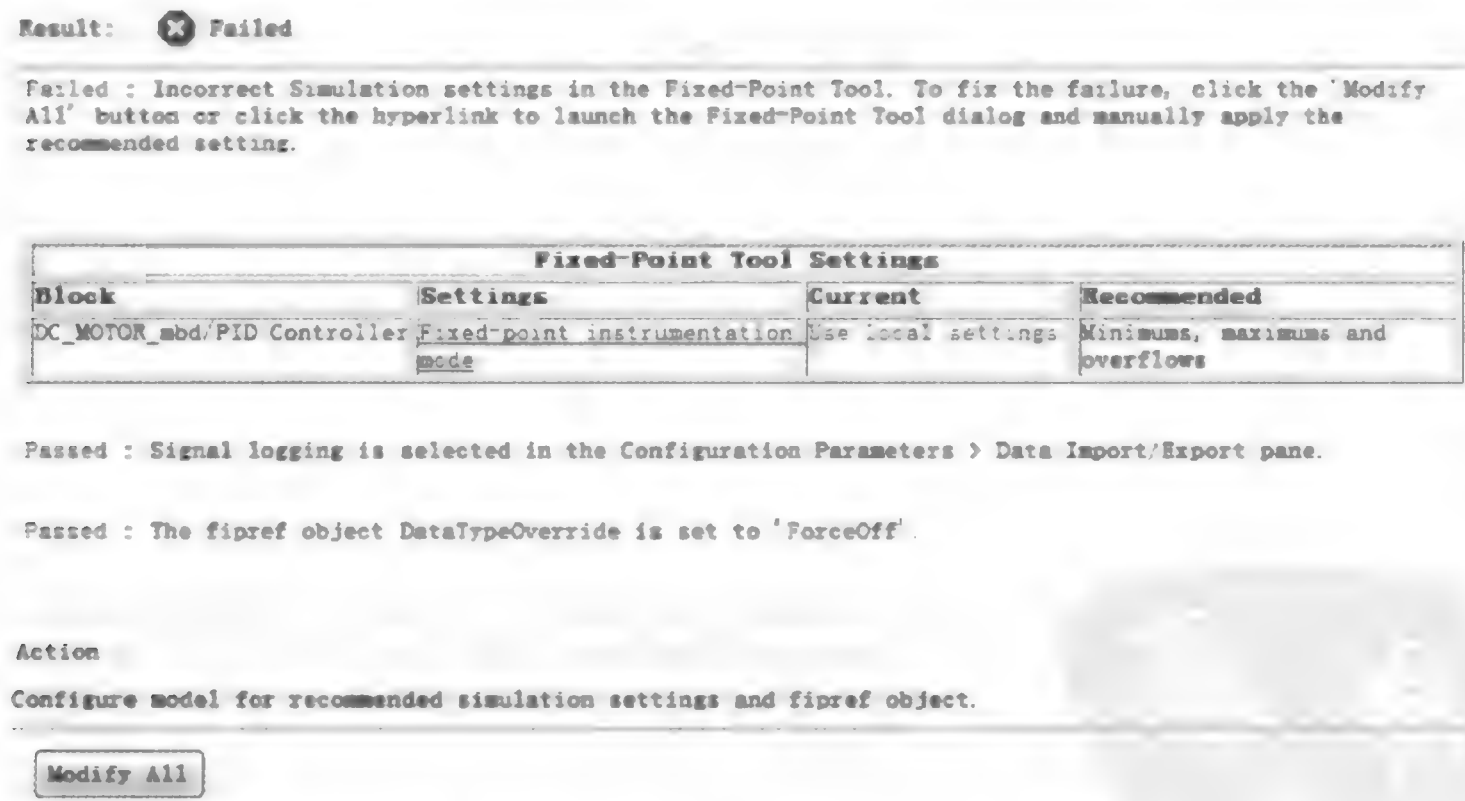 Result: Failed
Failed : Incorrect Simulation settings in the Fixed-Point Tool. To fix the failure, click the 'Modify
All' button or click the hyperlink to launch the Fixed-Point Tool dialog and manually apply the
recommended setting.
Fixed-Point Tool Settings
Block Settings Current Recommended
DC_MOTOR_mbd/PID Controller Fixed-point instrumentation Use local settings Minimums, maximums and
mode overflows
Passed : Signal logging is selected in the Configuration Parameters > Data Import/Export pane.
Passed : The fipref object DataTypeOverride is set to 'ForceOff'.
Action
Configure model for recommended simulation settings and fipref object.
Modify All